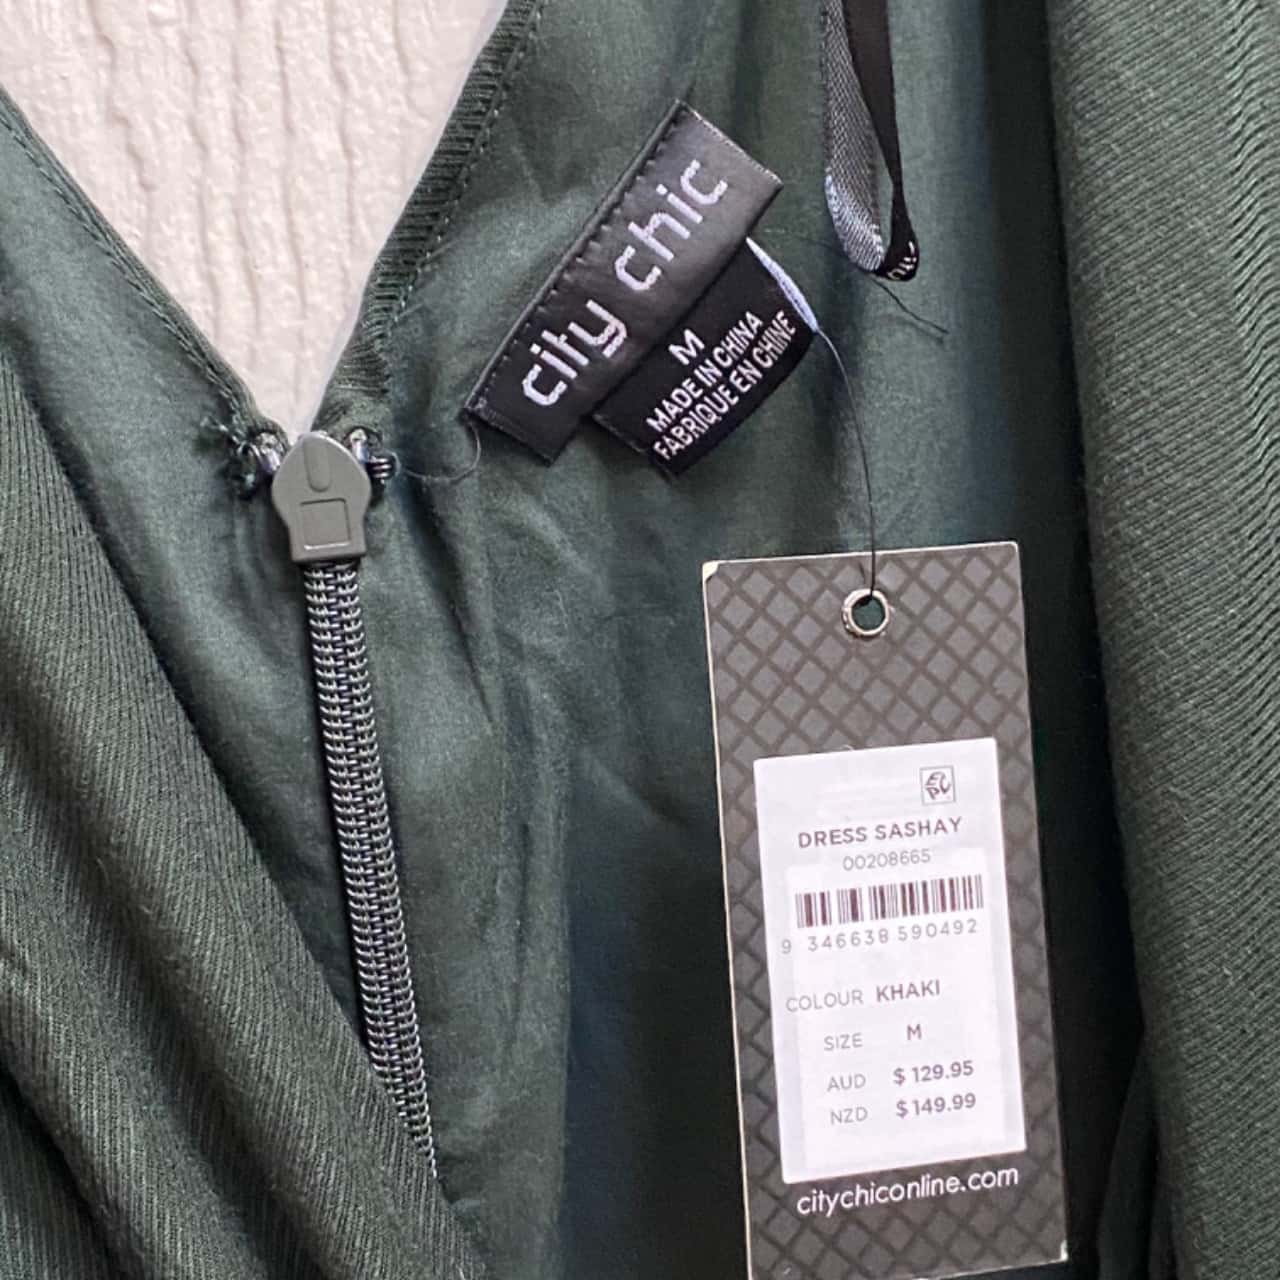 city chic
M
MADE IN CHINA
FABRIQUE EN CHINE
DRESS SASHAY
00208665
9 346638 590492
COLOUR KHAKI
SIZE M
AUD $ 129.95
NZD $ 149.99
citychiconline.com